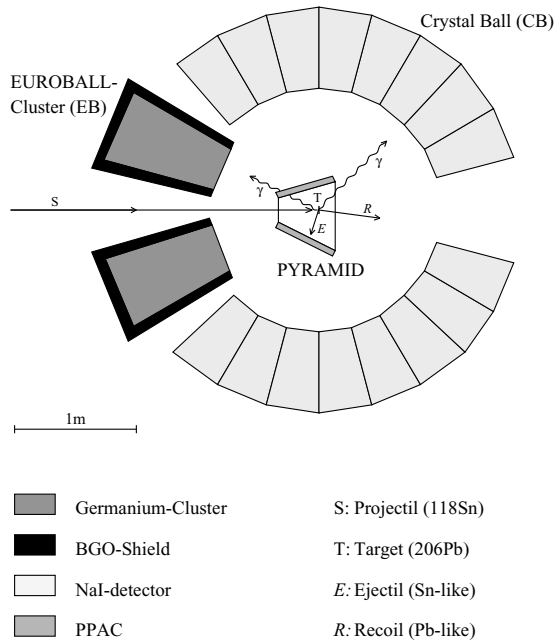 Crystal Ball (CB)
EUROBALL-
Cluster (EB)
γ
γ
T
S
R
E
PYRAMID
1m
Germanium-Cluster
S: Projectil (118Sn)
BGO-Shield
T: Target (206Pb)
NaI-detector
E: Ejectil (Sn-like)
PPAC
R: Recoil (Pb-like)